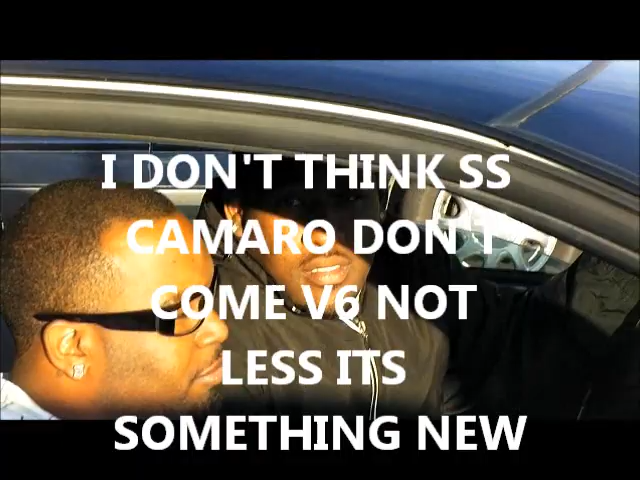 I DON'T THINK SS
CAMARO DON'T
COME V6 NOT
LESS ITS
SOMETHING NEW